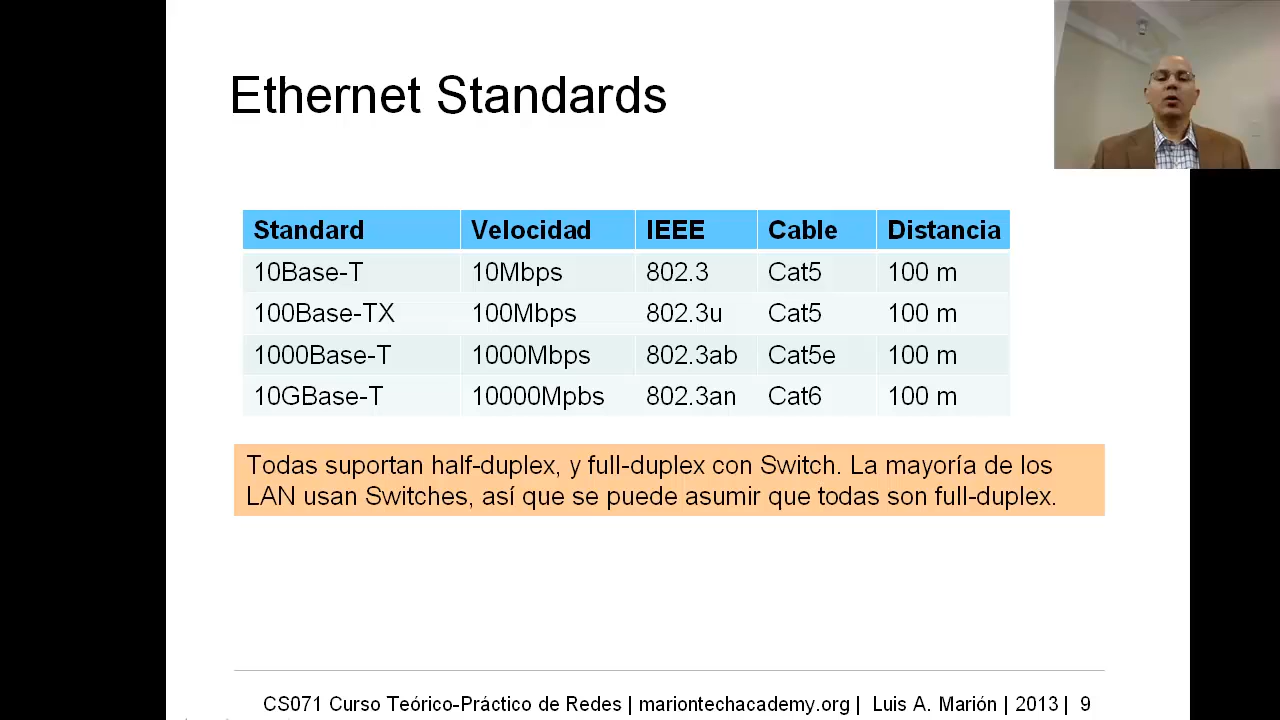 Ethernet Standards
Standard Velocidad IEEE Cable Distancia
10Base-T 10Mbps 802.3 Cat5 100 m
100Base-TX 100Mbps 802.3u Cat5 100 m
1000Base-T 1000Mbps 802.3ab Cat5e 100 m
10GBase-T 10000Mpbs 802.3an Cat6 100 m
Todas suportan half-duplex, y full-duplex con Switch. La mayoría de los
LAN usan Switches, así que se puede asumir que todas son full-duplex.
CS071 Curso Teórico-Práctico de Redes | mariontechacademy.org | Luis A. Marión | 2013 | 9